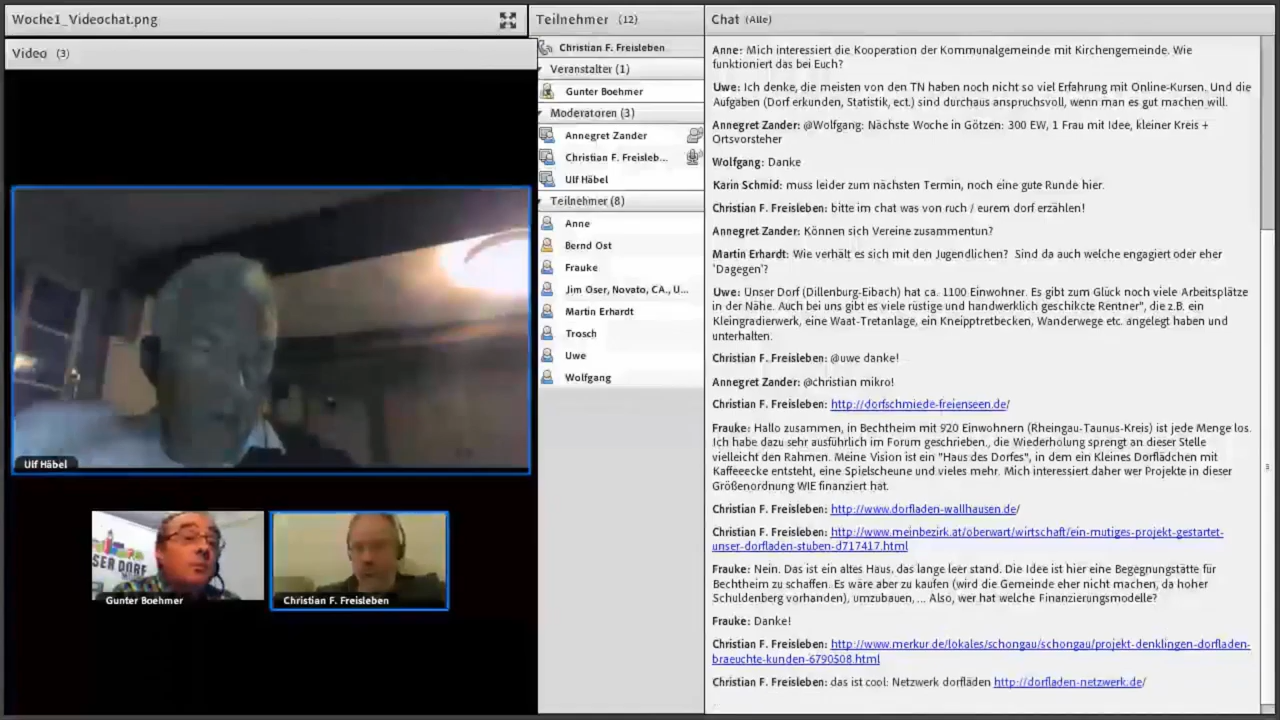 Woche1_Videochat.png
Video (3)
Ulf Häbel
SER DORF
Gunter Boehmer
Christian F. Freisleben
Teilnehmer (12)
Christian F. Freisleben
Veranstalter (1)
Gunter Boehmer
Moderatoren (3)
Annegret Zander
Christian F. Freisleb...
Ulf Häbel
Teilnehmer (8)
Anne
Bernd Ost
Frauke
Jim Oser, Novato, CA., U...
Martin Erhardt
Trosch
Uwe
Wolfgang
Chat (Alle)
Anne: Mich interessiert die Kooperation der Kommunalgemeinde mit Kirchengemeinde. Wie
funktioniert das bei Euch?
Uwe: Ich denke, die meisten von den TN haben noch nicht so viel Erfahrung mit Online-Kursen. Und die
Aufgaben (Dorf erkunden, Statistik, ect.) sind durchaus anspruchsvoll, wenn man es gut machen will.
Annegret Zander: @Wolfgang: Nächste Woche in Götzen: 300 EW, 1 Frau mit Idee, kleiner Kreis +
Ortsvorsteher
Wolfgang: Danke
Karin Schmid: muss leider zum nächsten Termin, noch eine gute Runde hier.
Christian F. Freisleben: bitte im chat was von ruch / eurem dorf erzählen!
Annegret Zander: Können sich Vereine zusammentun?
Martin Erhardt: Wie verhält es sich mit den Jugendlichen? Sind da auch welche engagiert oder eher
'Dagegen'?
Uwe: Unser Dorf (Dillenburg-Eibach) hat ca. 1100 Einwohner. Es gibt zum Glück noch viele Arbeitsplätze
in der Nähe. Auch bei uns gibt es viele rüstige und handwerklich geschikcte Rentner", die z.B. ein
Kleingradierwerk, eine Waat-Tretanlage, ein Kneipptretbecken, Wanderwege etc. angelegt haben und
unterhalten.
Christian F. Freisleben: @uwe danke!
Annegret Zander: @christian mikro!
Christian F. Freisleben: http://dorfschmiede-freienseen.de/
Frauke: Hallo zusammen, in Bechtheim mit 920 Einwohnern (Rheingau-Taunus-Kreis) ist jede Menge los.
Ich habe dazu sehr ausführlich im Forum geschrieben., die Wiederholung sprengt an dieser Stelle
vielleicht den Rahmen. Meine Vision ist ein "Haus des Dorfes", in dem ein Kleines Dorflädchen mit
Kaffeeecke entsteht, eine Spielscheune und vieles mehr. Mich interessiert daher wer Projekte in dieser
Größenordnung WIE finanziert hat.
Christian F. Freisleben: http://www.dorfladen-wallhausen.de/
Christian F. Freisleben: http://www.meinbezirk.at/oberwart/wirtschaft/ein-mutiges-projekt-gestartet-
unser-dorfladen-stuben-d717417.html
Frauke: Nein. Das ist ein altes Haus, das lange leer stand. Die Idee ist hier eine Begegnungstätte für
Bechtheim zu schaffen. Es wäre aber zu kaufen (wird die Gemeinde eher nicht machen, da hoher
Schuldenberg vorhanden), umzubauen,... Also, wer hat welche Finanzierungsmodelle?
Frauke: Danke!
Christian F. Freisleben: http://www.merkur.de/lokales/schongau/schongau/projekt-denklingen-dorfladen-
braeuchte-kunden-6790508.html
Christian F. Freisleben: das ist cool: Netzwerk dorfläden http://dorfladen-netzwerk.de/